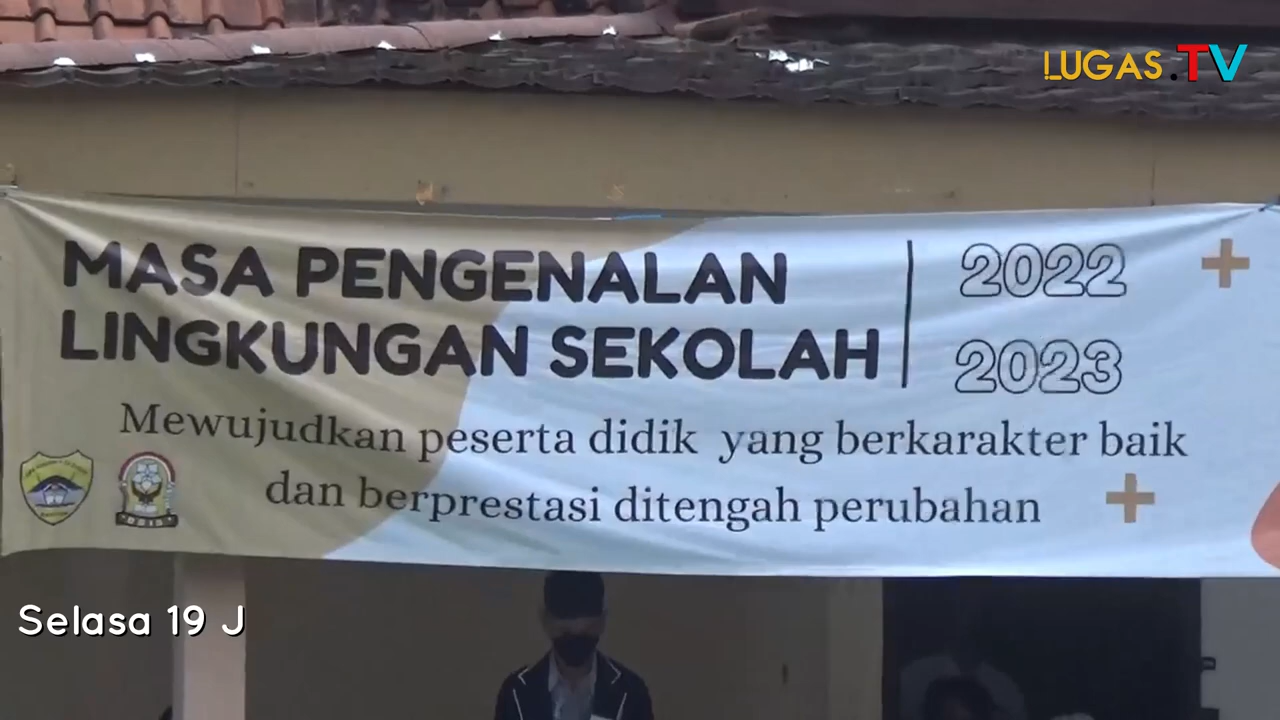 LUGAS.TV
MASA PENGENALAN
LINGKUNGAN SEKOLAH
2022
2023
Mewujudkan peserta didik yang berkarakter baik
dan berprestasi ditengah perubahan
Selasa 19 J